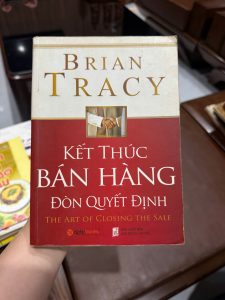 BRIAN
TRACY
KẾT THÚC
BÁN HÀNG
ĐÒN QUYẾT ĐỊNH
THE ART OF CLOSING THE SALE